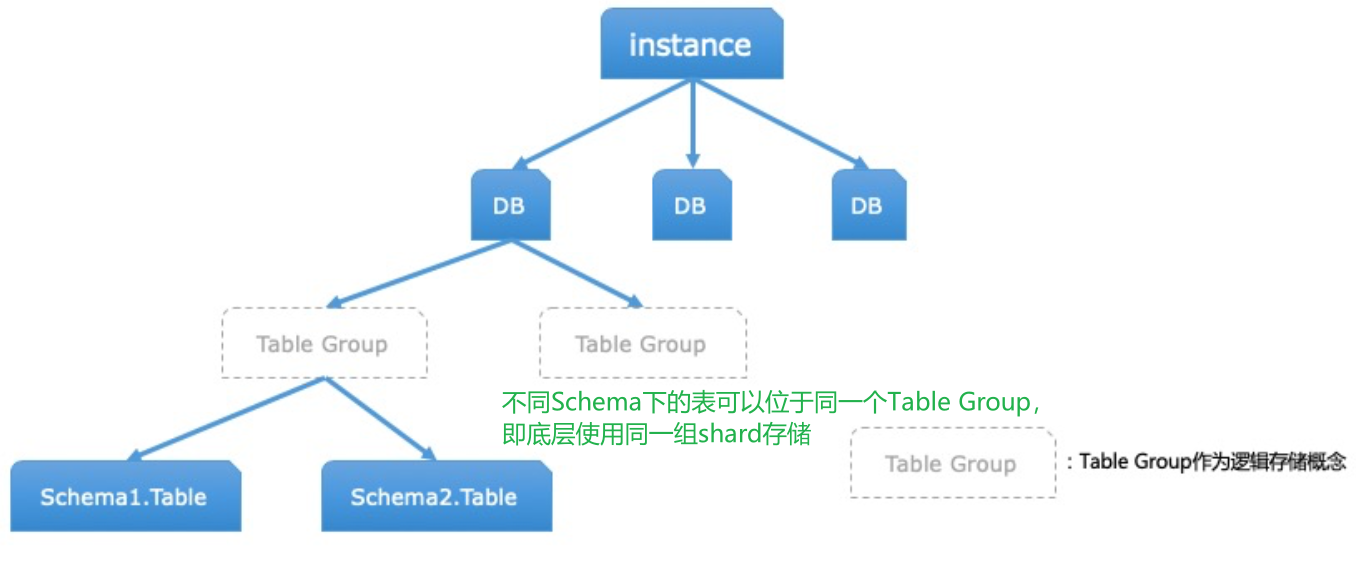 instance
DB
DB
DB
Table Group
Table Group
不同Schema下的表可以位于同一个Table Group，
即底层使用同一组shard存储
Table Group
：Table Group作为逻辑存储概念
Schema1.Table
Schema2.Table